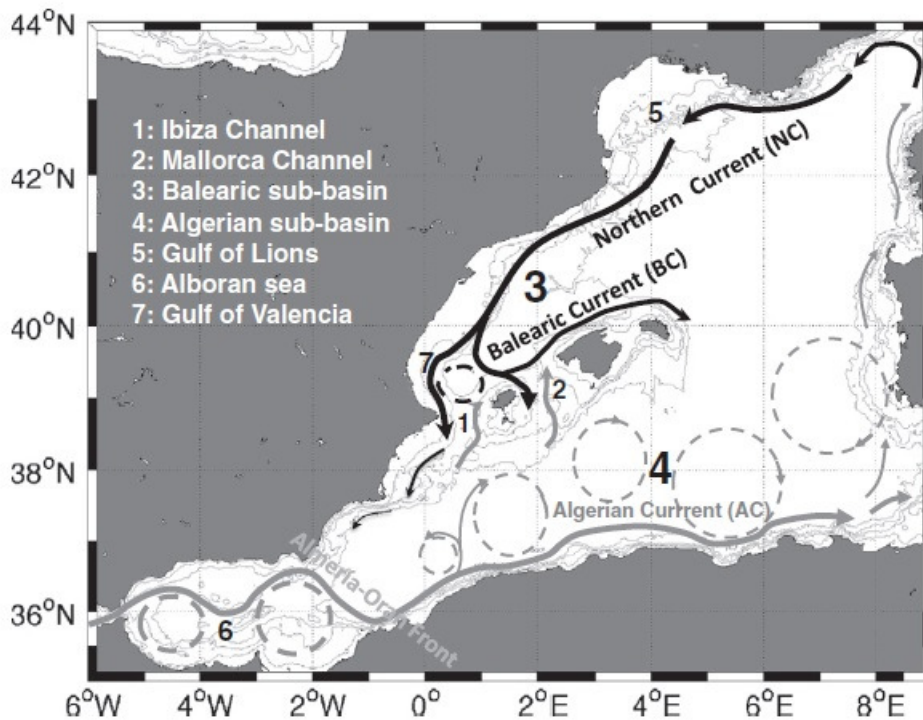 44°N
42°N
40°N
38°N
36°N
1: Ibiza Channel
2: Mallorca Channel
3: Balearic sub-basin
4: Algerian sub-basin
5: Gulf of Lions
6: Alboran sea
7: Gulf of Valencia
5
Northern Current (NC)
3
Balearic Current (BC)
7
1
2
4
Algerian Current (AC)
Almeria-Oran Front
6
6°W
4°W
2°W
0°
2°E
4°E
6°E
8°E